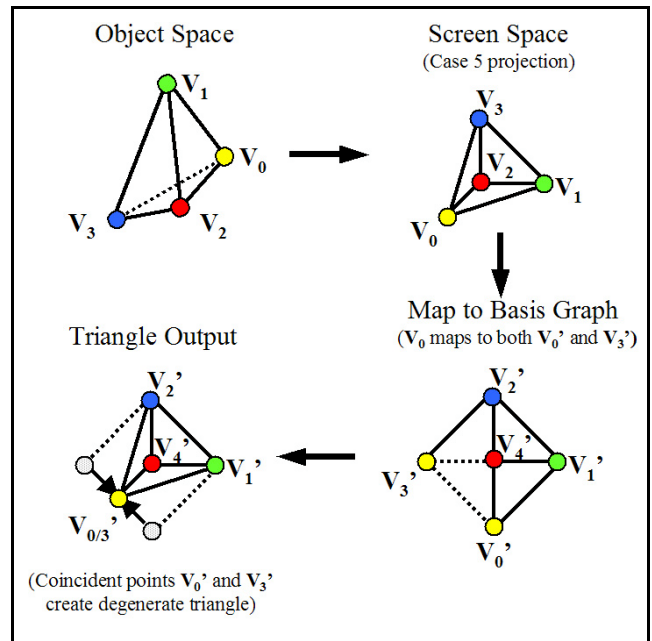 Object Space
V1
V0
V3
V2
Screen Space
(Case 5 projection)
V3
V2
V1
V0
Map to Basis Graph
(V0 maps to both V0’ and V3’)
V2’
V4’
V3’
V1’
V0’
Triangle Output
V2’
V4’
V1’
V0/3’
(Coincident points V0’ and V3’
create degenerate triangle)